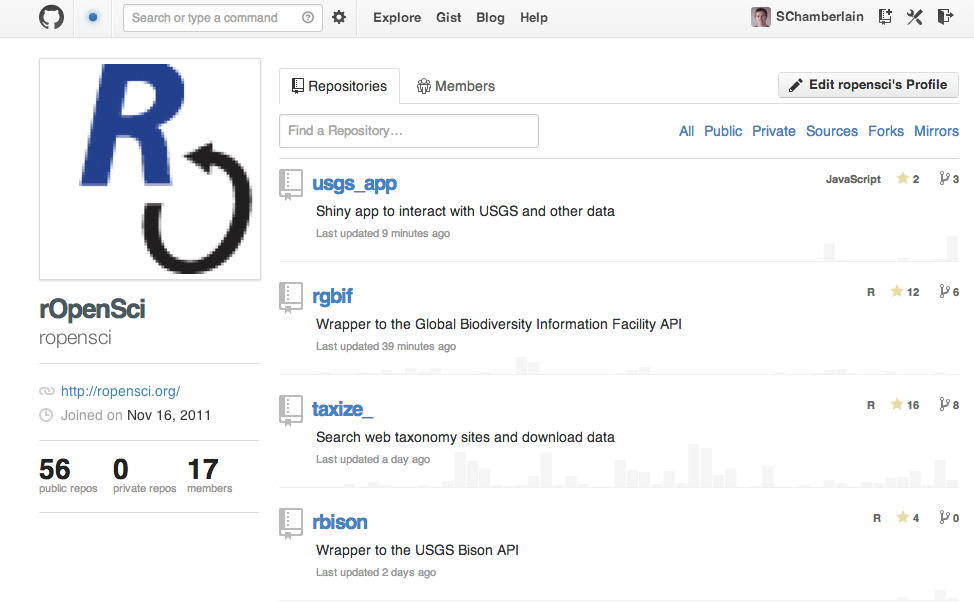 Search or type a command
Explore Gist Blog Help
SChamberlain
R
rOpenSci
ropensci
http://ropensci.org/
Joined on Nov 16, 2011
56 0 17
public repos private repos members
Repositories Members
Edit ropensci's Profile
Find a Repository...
All Public Private Sources Forks Mirrors
usgs_app JavaScript 2 3
Shiny app to interact with USGS and other data
Last updated 9 minutes ago
rgbif R 12 6
Wrapper to the Global Biodiversity Information Facility API
Last updated 39 minutes ago
taxize_ R 16 8
Search web taxonomy sites and download data
Last updated a day ago
rbison R 4 0
Wrapper to the USGS Bison API
Last updated 2 days ago